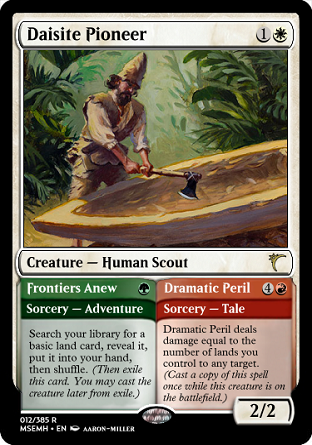 Daisite Pioneer 1
Creature — Human Scout
Frontiers Anew
Sorcery — Adventure
Search your library for a
basic land card, reveal it,
put it into your hand,
then shuffle. (Then exile
this card. You may cast the
creature later from exile.)
Dramatic Peril 4
Sorcery — Tale
Dramatic Peril deals
damage equal to the
number of lands you
control to any target.
(Cast a copy of this spell
once while this creature is on
the battlefield.)
2/2
012/385 R
MSEMH • EN AARON-MILLER